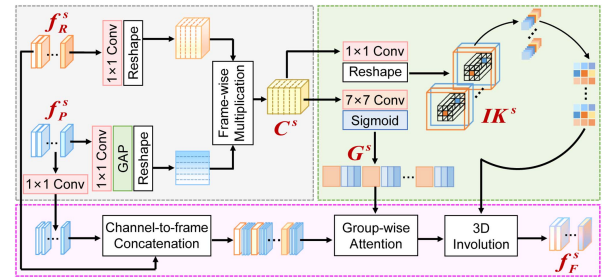 f_R^s
1×1 Conv
Reshape
f_P^s
1×1 Conv
GAP
Reshape
1×1 Conv
Frame-wise
Multiplication
C^s
1×1 Conv
Reshape
7×7 Conv
Sigmoid
IK^s
G^s
Channel-to-frame
Concatenation
Group-wise
Attention
3D
Involution
f_F^s